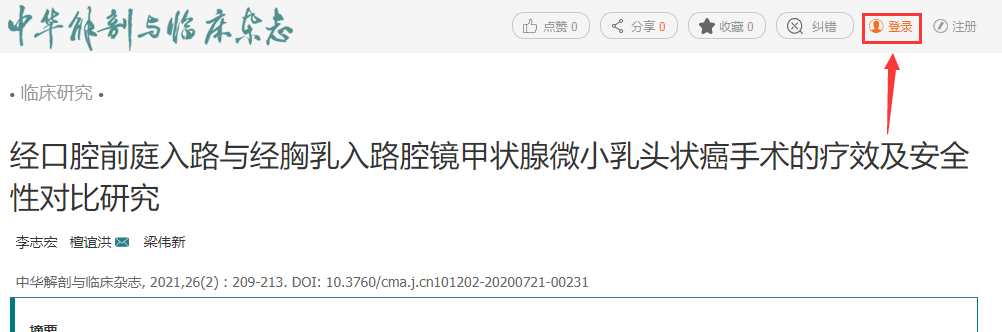 中华解剖与临床杂志
点赞 0
分享 0
收藏 0
纠错
登录
注册
• 临床研究 •
经口腔前庭入路与经胸乳入路腔镜甲状腺微小乳头状癌手术的疗效及安全
性对比研究
李志宏 檀谊洪 梁伟新
中华解剖与临床杂志, 2021,26(2) : 209-213. DOI: 10.3760/cma.j.cn101202-20200721-00231
摘要